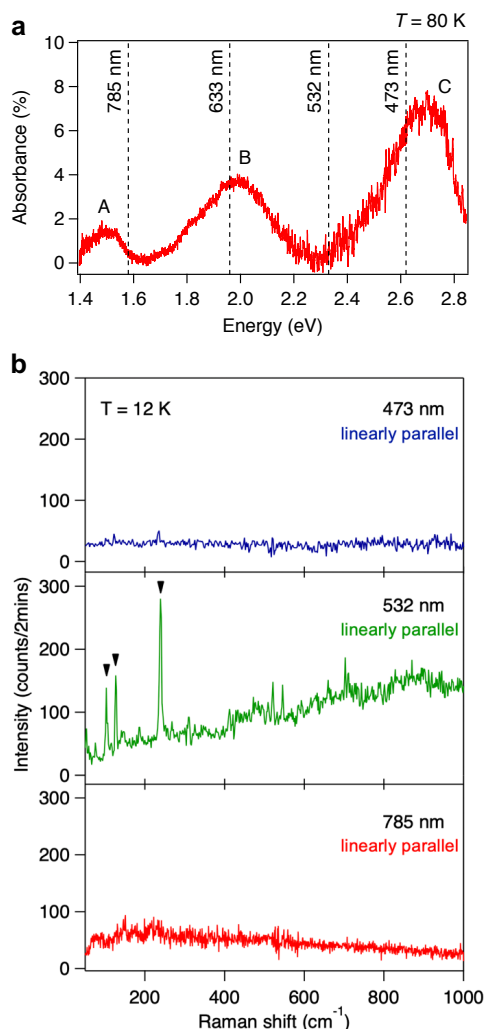 a
T = 80 K
10
8
6
4
2
0
Absorbance (%)
785 nm
633 nm
532 nm
473 nm
A
B
C
1.4
1.6
1.8
2.0
2.2
2.4
2.6
2.8
Energy (eV)
b
300
200
100
0
T = 12 K
473 nm
linearly parallel
300
200
100
0
532 nm
linearly parallel
Intensity (counts/2mins)
300
200
100
0
785 nm
linearly parallel
200
400
600
800
1000
Raman shift (cm⁻¹)